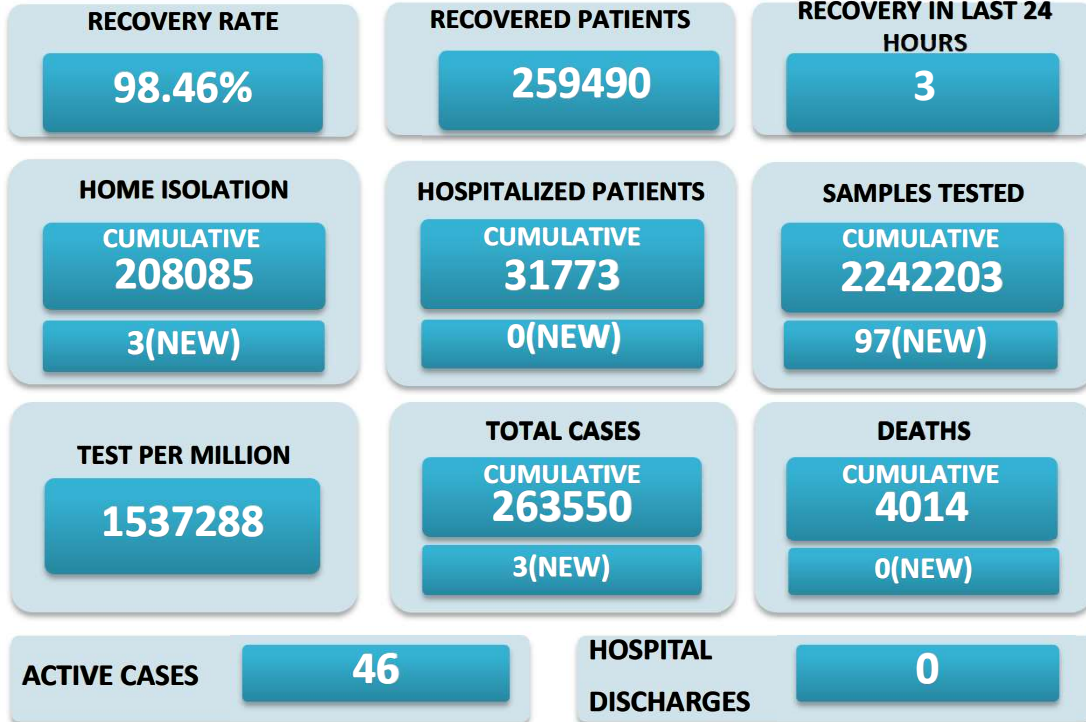 RECOVERY RATE
98.46%
RECOVERED PATIENTS
259490
RECOVERY IN LAST 24
HOURS
3
HOME ISOLATION
CUMULATIVE
208085
3(NEW)
HOSPITALIZED PATIENTS
CUMULATIVE
31773
0(NEW)
SAMPLES TESTED
CUMULATIVE
2242203
97(NEW)
TEST PER MILLION
1537288
TOTAL CASES
CUMULATIVE
263550
3(NEW)
DEATHS
CUMULATIVE
4014
0(NEW)
ACTIVE CASES
46
HOSPITAL
DISCHARGES
0